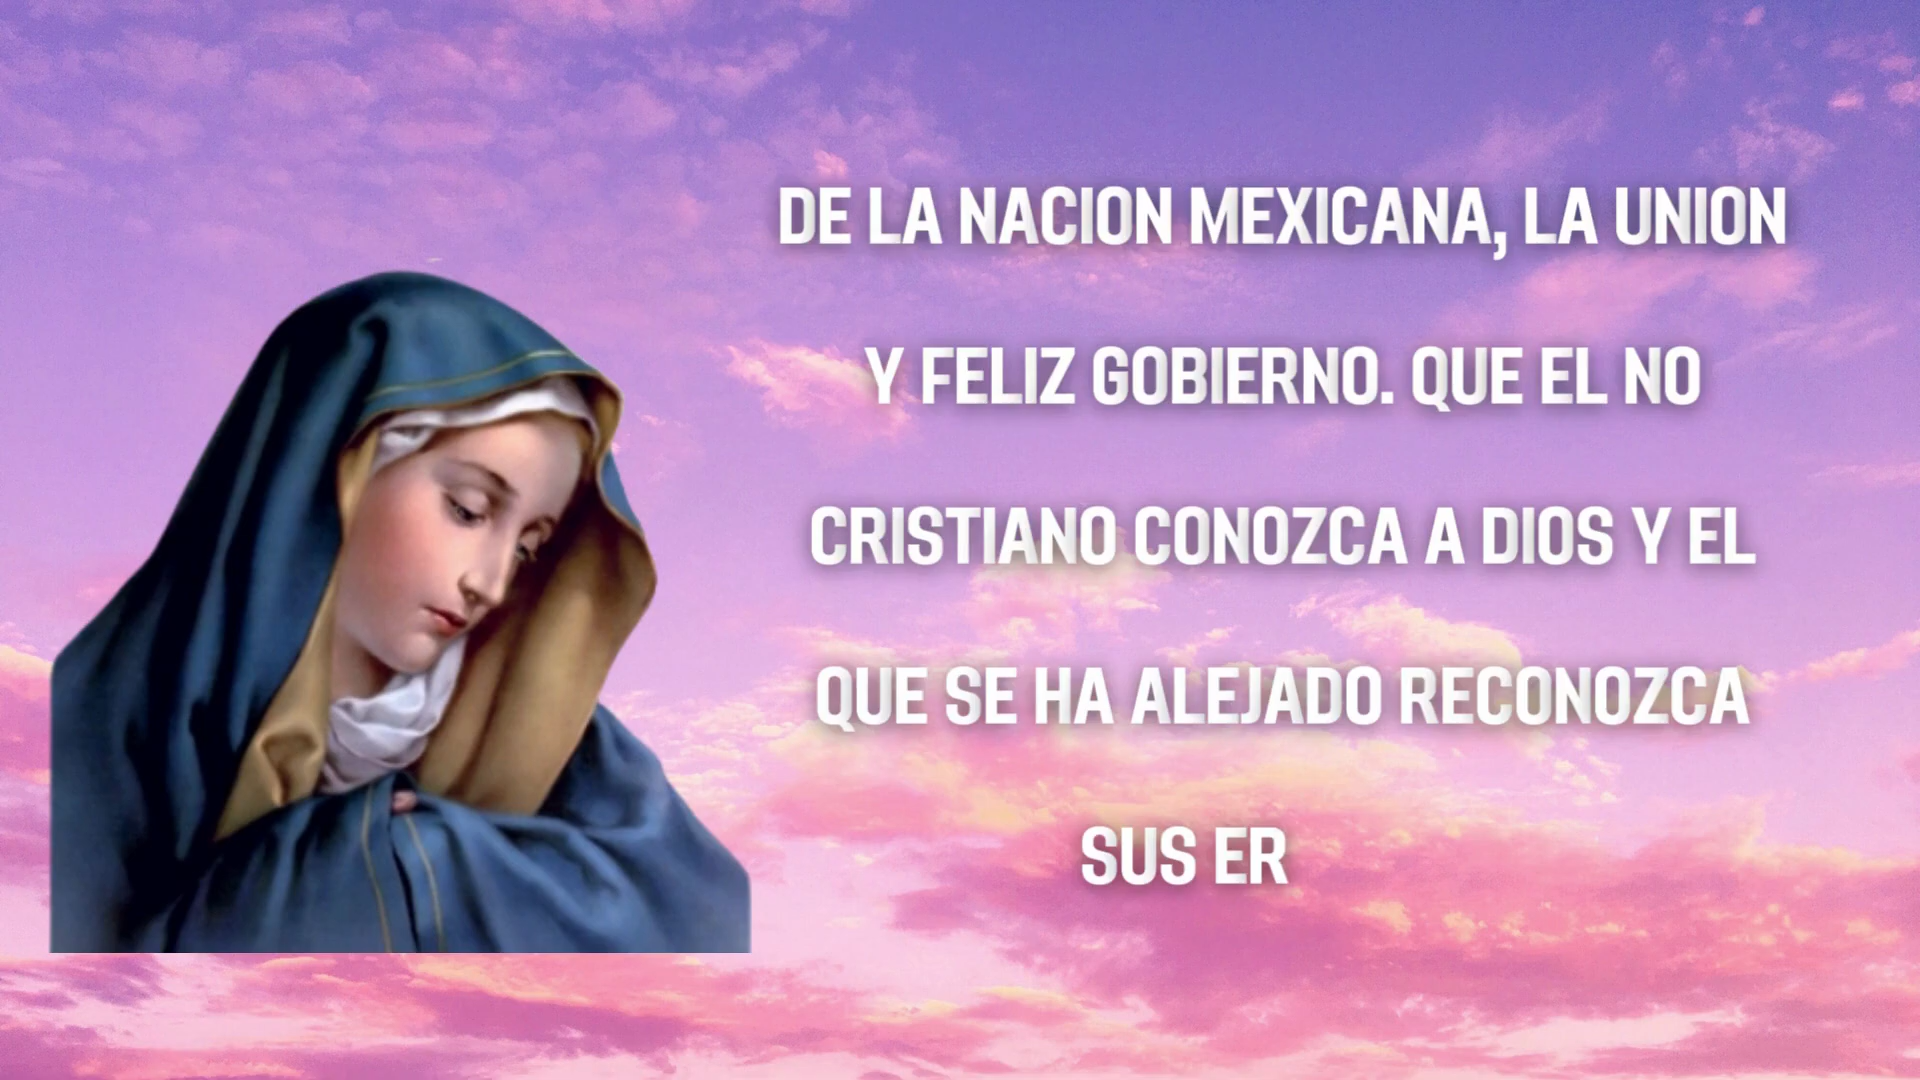 DE LA NACION MEXICANA, LA UNION
Y FELIZ GOBIERNO. QUE EL NO
CRISTIANO CONOZCA A DIOS Y EL
QUE SE HA ALEJADO RECONOZCA
SUS ER